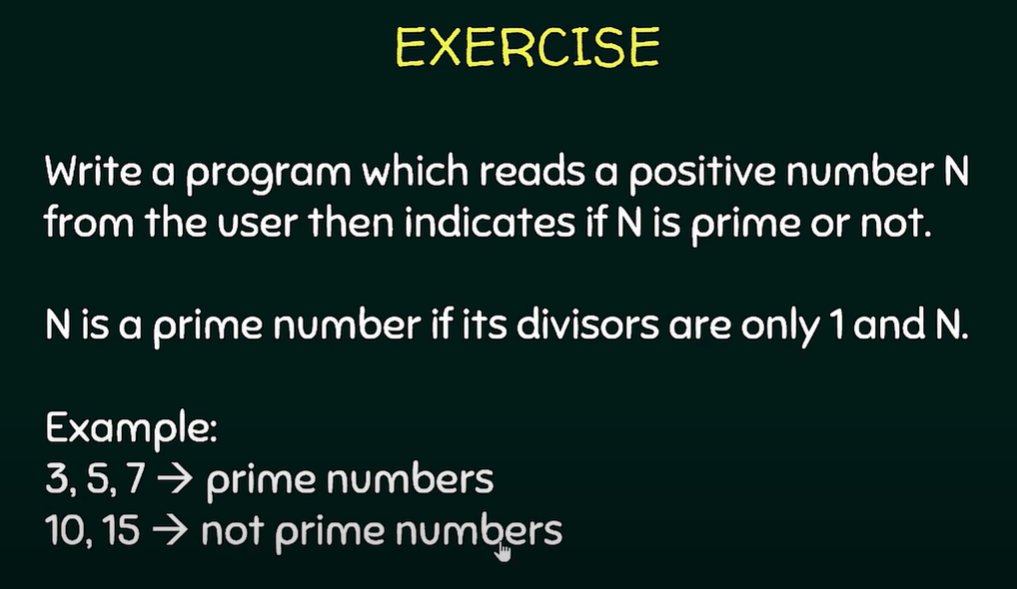 EXERCISE
Write a program which reads a positive number N
from the user then indicates if N is prime or not.
N is a prime number if its divisors are only 1 and N.
Example:
3, 5, 7 → prime numbers
10, 15 → not prime numbers